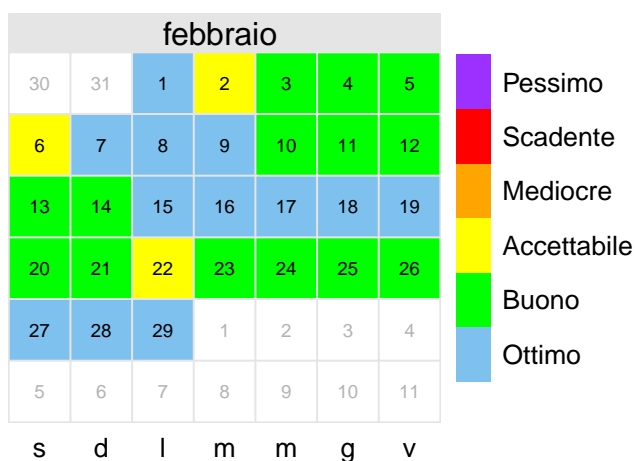 febbraio
30 31 1 2 3 4 5
6 7 8 9 10 11 12
13 14 15 16 17 18 19
20 21 22 23 24 25 26
27 28 29 1 2 3 4
5 6 7 8 9 10 11
s d l m m g v
Pessimo
Scadente
Mediocre
Accettabile
Buono
Ottimo